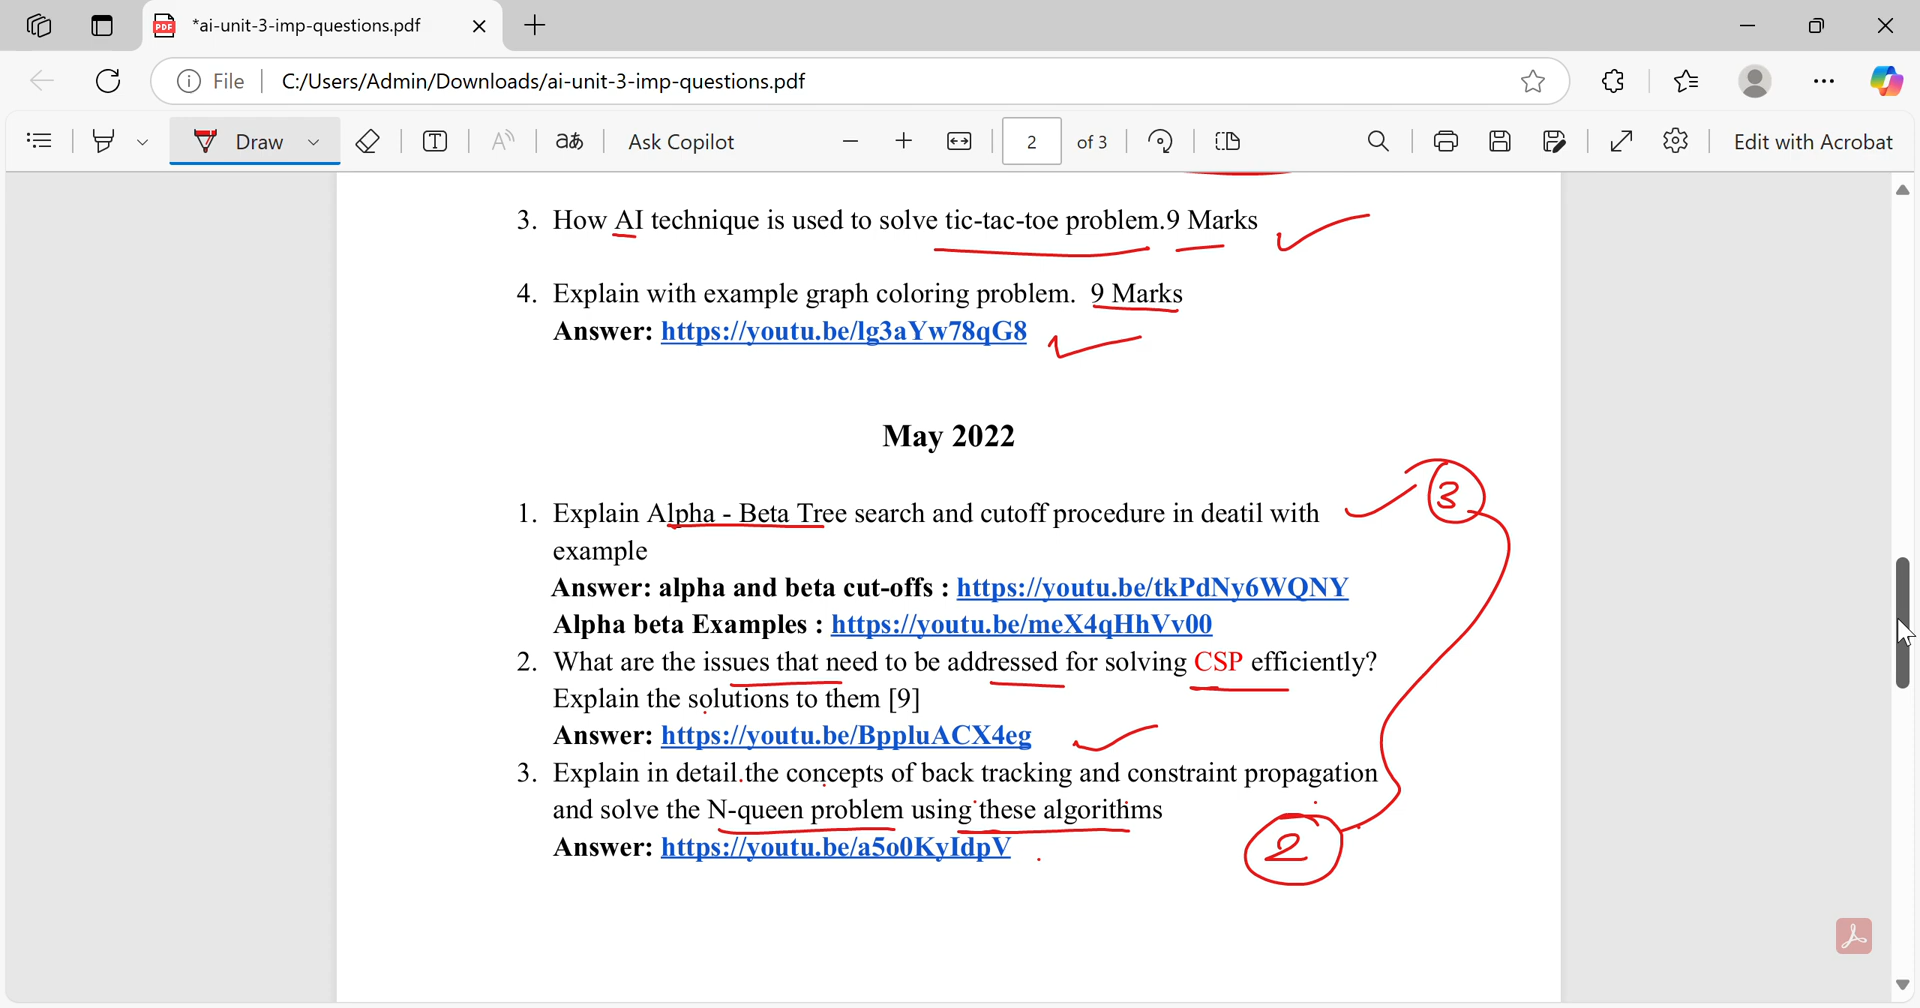 *ai-unit-3-imp-questions.pdf
File C:/Users/Admin/Downloads/ai-unit-3-imp-questions.pdf
Draw aあ Ask Copilot 2 of 3 Edit with Acrobat
3. How AI technique is used to solve tic-tac-toe problem.9 Marks
4. Explain with example graph coloring problem. 9 Marks
Answer: https://youtu.be/lg3aYw78qG8
May 2022
3
1. Explain Alpha - Beta Tree search and cutoff procedure in deatil with
example
Answer: alpha and beta cut-offs : https://youtu.be/tkPdNy6WQNY
Alpha beta Examples : https://youtu.be/meX4qHhVv00
2. What are the issues that need to be addressed for solving CSP efficiently?
Explain the solutions to them [9]
Answer: https://youtu.be/BppluACX4eg
3. Explain in detail the concepts of back tracking and constraint propagation
and solve the N-queen problem using these algorithms
Answer: https://youtu.be/a5o0KyIdpV
2